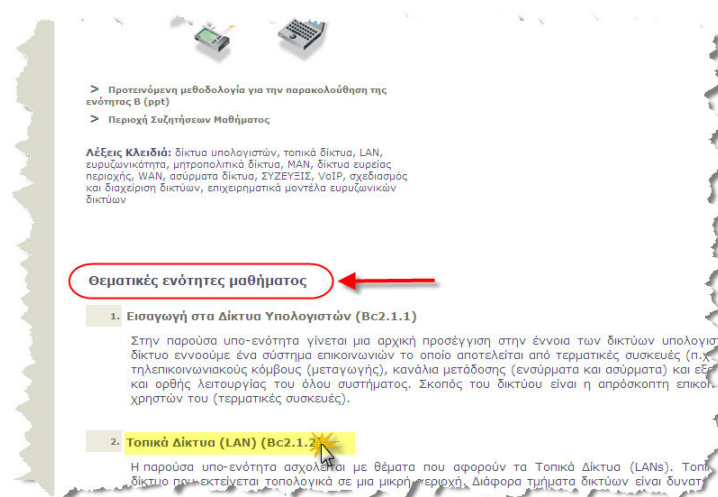 > Προτεινόμενη μεθοδολογία για την παρακολούθηση της
ενότητας Β (ppt)
> Περιοχή Συζητήσεων Μαθήματος
Λέξεις Κλειδιά: δίκτυα υπολογιστών, τοπικά δίκτυα, LAN,
ευρυζωνικότητα, μητροπολιτικά δίκτυα, MAN, δίκτυα ευρείας
περιοχής, WAN, ασύρματα δίκτυα, ΣΥΖΕΥΞΙΣ, VoIP, σχεδιασμός
και διαχείριση δικτύων, επιχειρηματικά μοντέλα ευρυζωνικών
δικτύων
Θεματικές ενότητες μαθήματος
1. Εισαγωγή στα Δίκτυα Υπολογιστών (Bc2.1.1)
Στην παρούσα υπο-ενότητα γίνεται μια αρχική προσέγγιση στην έννοια των δικτύων
δίκτυο εννοούμε ένα σύστημα επικοινωνιών το οποίο αποτελείται από τερματικές συσκευές (π.χ.
τηλεπικοινωνιακούς κόμβους (μεταγωγής), κανάλια μετάδοσης (ενσύρματα και ασύρματα) και
και ορθής λειτουργίας του όλου συστήματος. Σκοπός του δικτύου είναι η απρόσκοπτη
χρηστών του (τερματικές συσκευές).
2. Τοπικά Δίκτυα (LAN) (Bc2.1.2)
Η παρούσα υπο-ενότητα ασχολείται με θέματα που αφορούν τα Τοπικά Δίκτυα (LANs).
δίκτυο που εκτείνεται τοπολογικά σε μια μικρή περιοχή. Διάφορα τμήματα δικτύων είναι